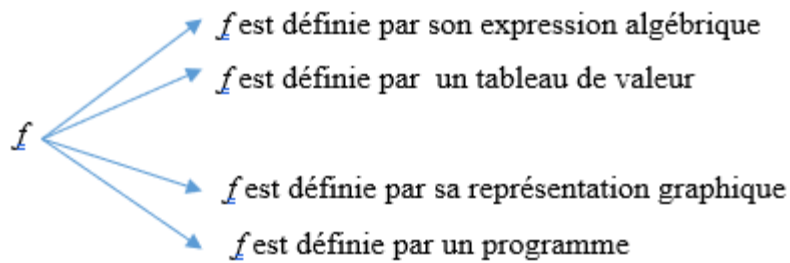 f est définie par son expression algébrique
f est définie par un tableau de valeur
f
f est définie par sa représentation graphique
f est définie par un programme